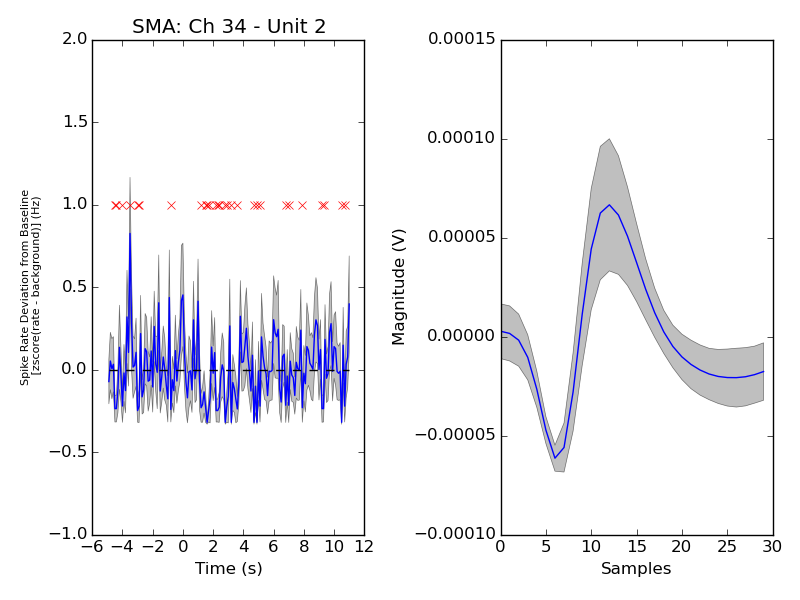 SMA: Ch 34 - Unit 2
Spike Rate Deviation from Baseline
[zscore(rate - background)] (Hz)
2.0
1.5
1.0
0.5
0.0
−0.5
−1.0
−6 −4 −2 0 2 4 6 8 10 12
Time (s)
Magnitude (V)
0.00015
0.00010
0.00005
0.00000
−0.00005
−0.00010
0 5 10 15 20 25 30
Samples